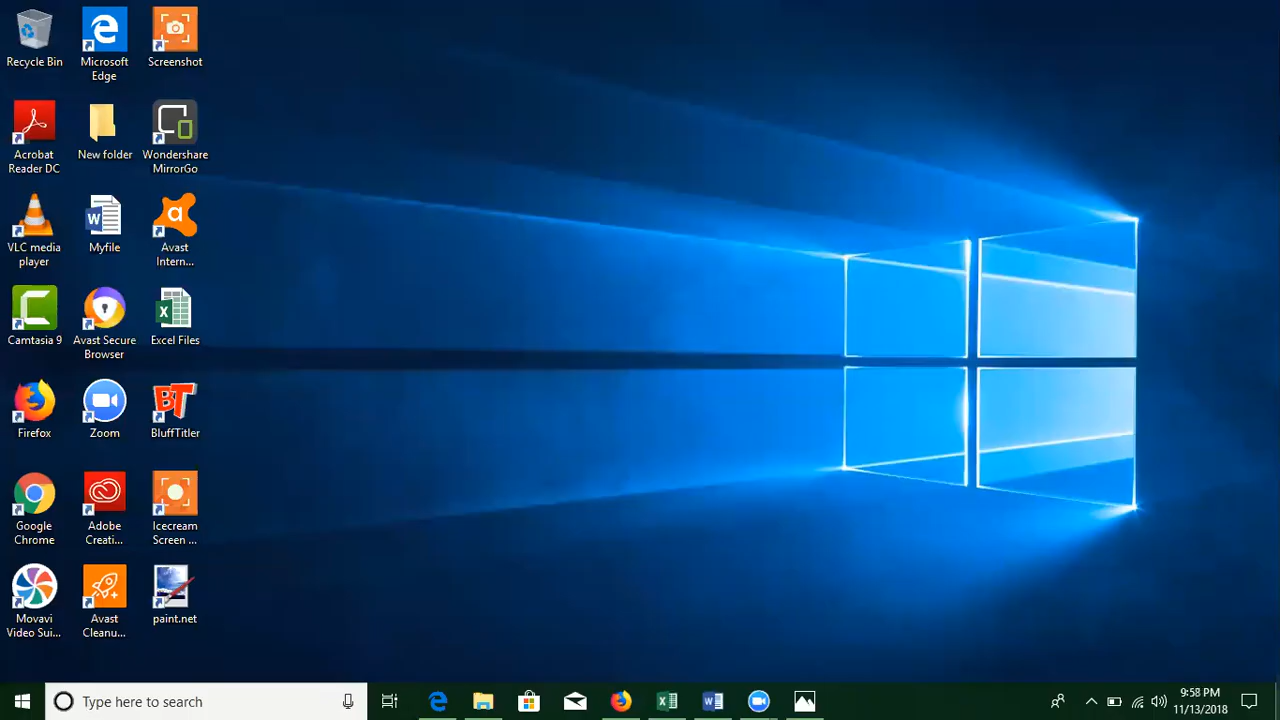 Recycle Bin
Microsoft
Edge
Screenshot
Acrobat
Reader DC
New folder
Wondershare
MirrorGo
VLC media
player
Myfile
Avast
Intern...
Camtasia 9
Avast Secure
Browser
Excel Files
Firefox
Zoom
BT
BluffTitler
Google
Chrome
Adobe
Creati...
Icecream
Screen ...
Movavi
Video Sui...
Avast
Cleanu...
paint.net
Type here to search
9:58 PM
11/13/2018